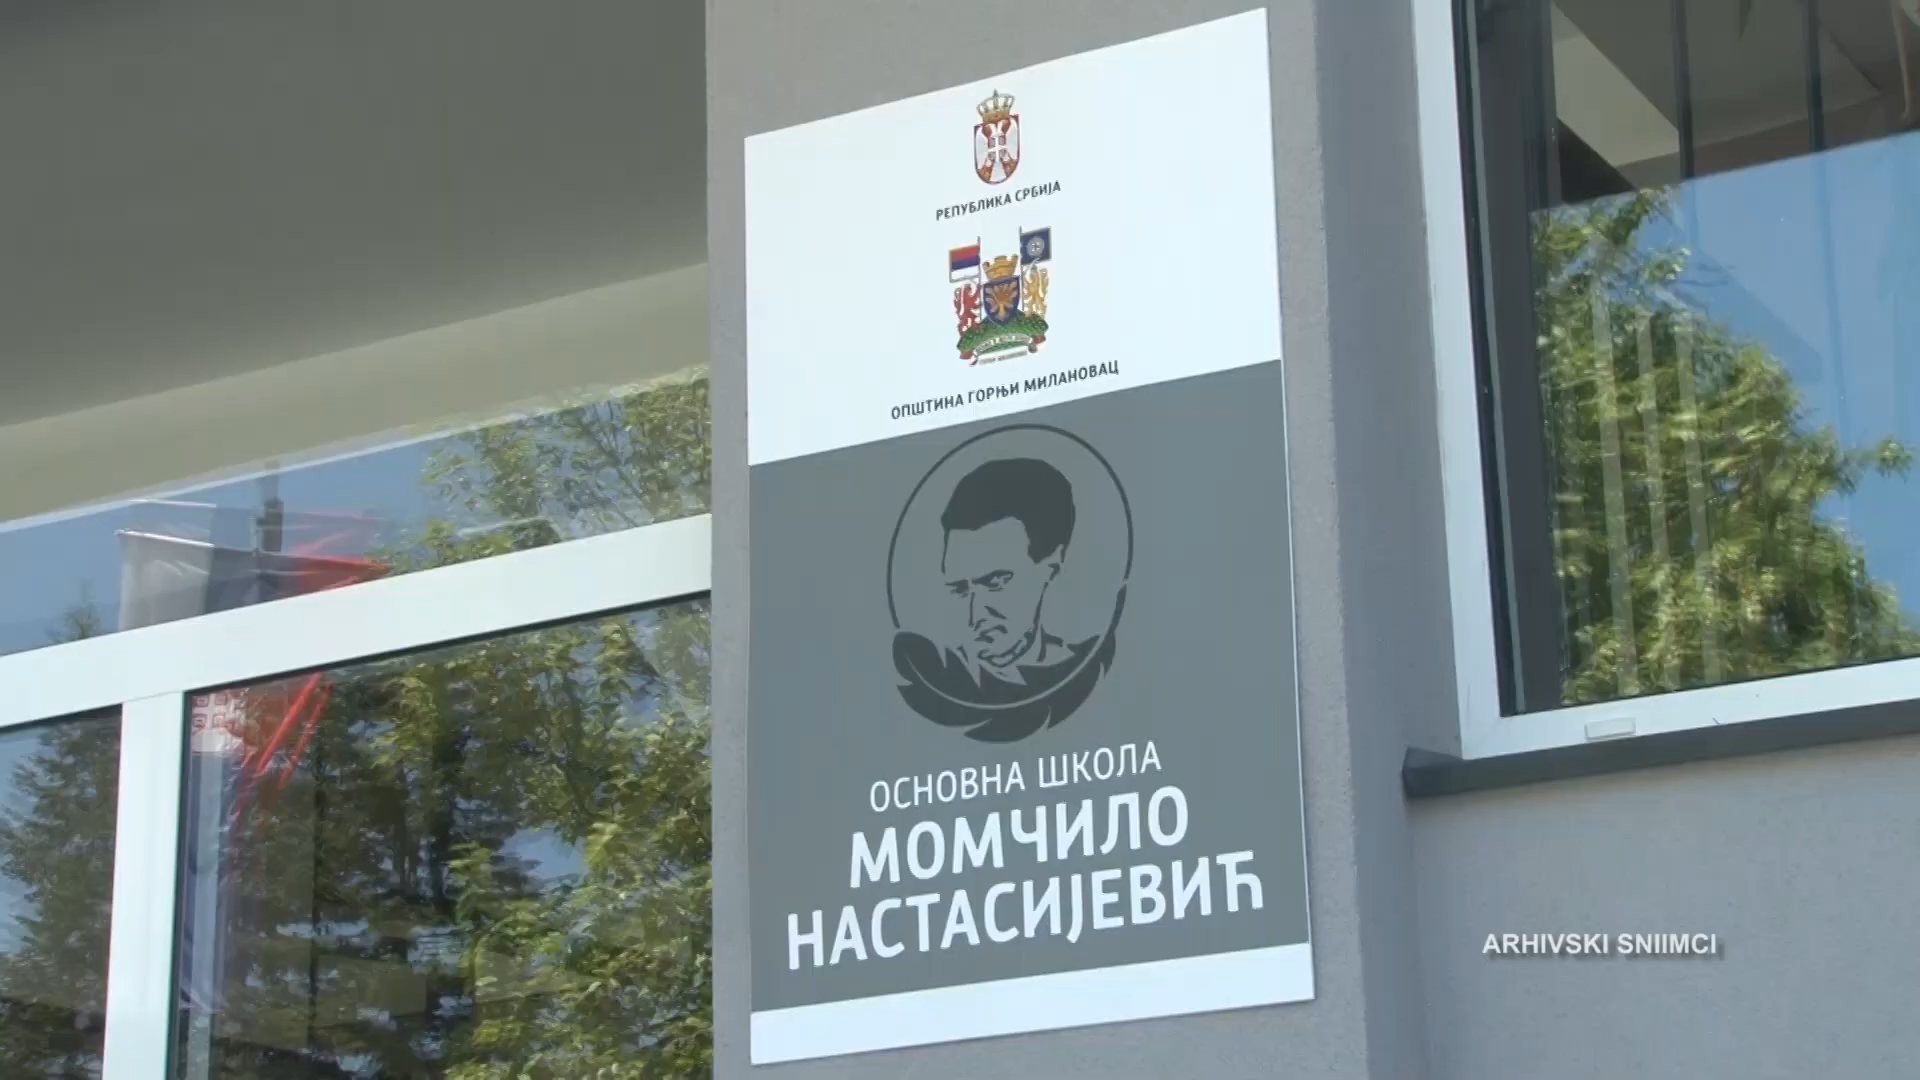 РЕПУБЛИКА СРБИЈА
ОПШТИНА ГОРЊИ МИЛАНОВАЦ
ОСНОВНА ШКОЛА
МОМЧИЛО
НАСТАСИЈЕВИЋ
ARHIVSKI SNIIMCI